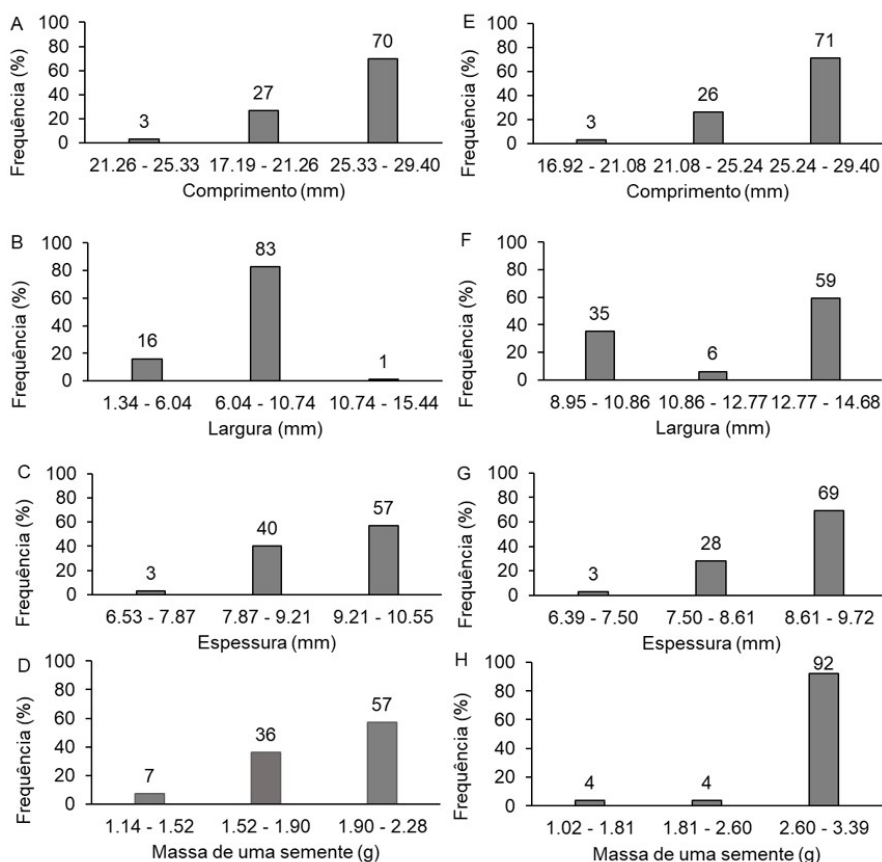 A
Frequência (%)
100
80
60
40
20
0
3
27
70
21.26 - 25.33 17.19 - 21.26 25.33 - 29.40
Comprimento (mm)
E
Frequência (%)
100
80
60
40
20
0
3
26
71
16.92 - 21.08 21.08 - 25.24 25.24 - 29.40
Comprimento (mm)
B
Frequência (%)
100
80
60
40
20
0
16
83
1
1.34 - 6.04 6.04 - 10.74 10.74 - 15.44
Largura (mm)
F
Frequência (%)
100
80
60
40
20
0
35
6
59
8.95 - 10.86 10.86 - 12.77 12.77 - 14.68
Largura (mm)
C
Frequência (%)
100
80
60
40
20
0
3
40
57
6.53 - 7.87 7.87 - 9.21 9.21 - 10.55
Espessura (mm)
G
Frequência (%)
100
80
60
40
20
0
3
28
69
6.39 - 7.50 7.50 - 8.61 8.61 - 9.72
Espessura (mm)
D
Frequência (%)
100
80
60
40
20
0
7
36
57
1.14 - 1.52 1.52 - 1.90 1.90 - 2.28
Massa de uma semente (g)
H
Frequência (%)
100
80
60
40
20
0
4
4
92
1.02 - 1.81 1.81 - 2.60 2.60 - 3.39
Massa de uma semente (g)